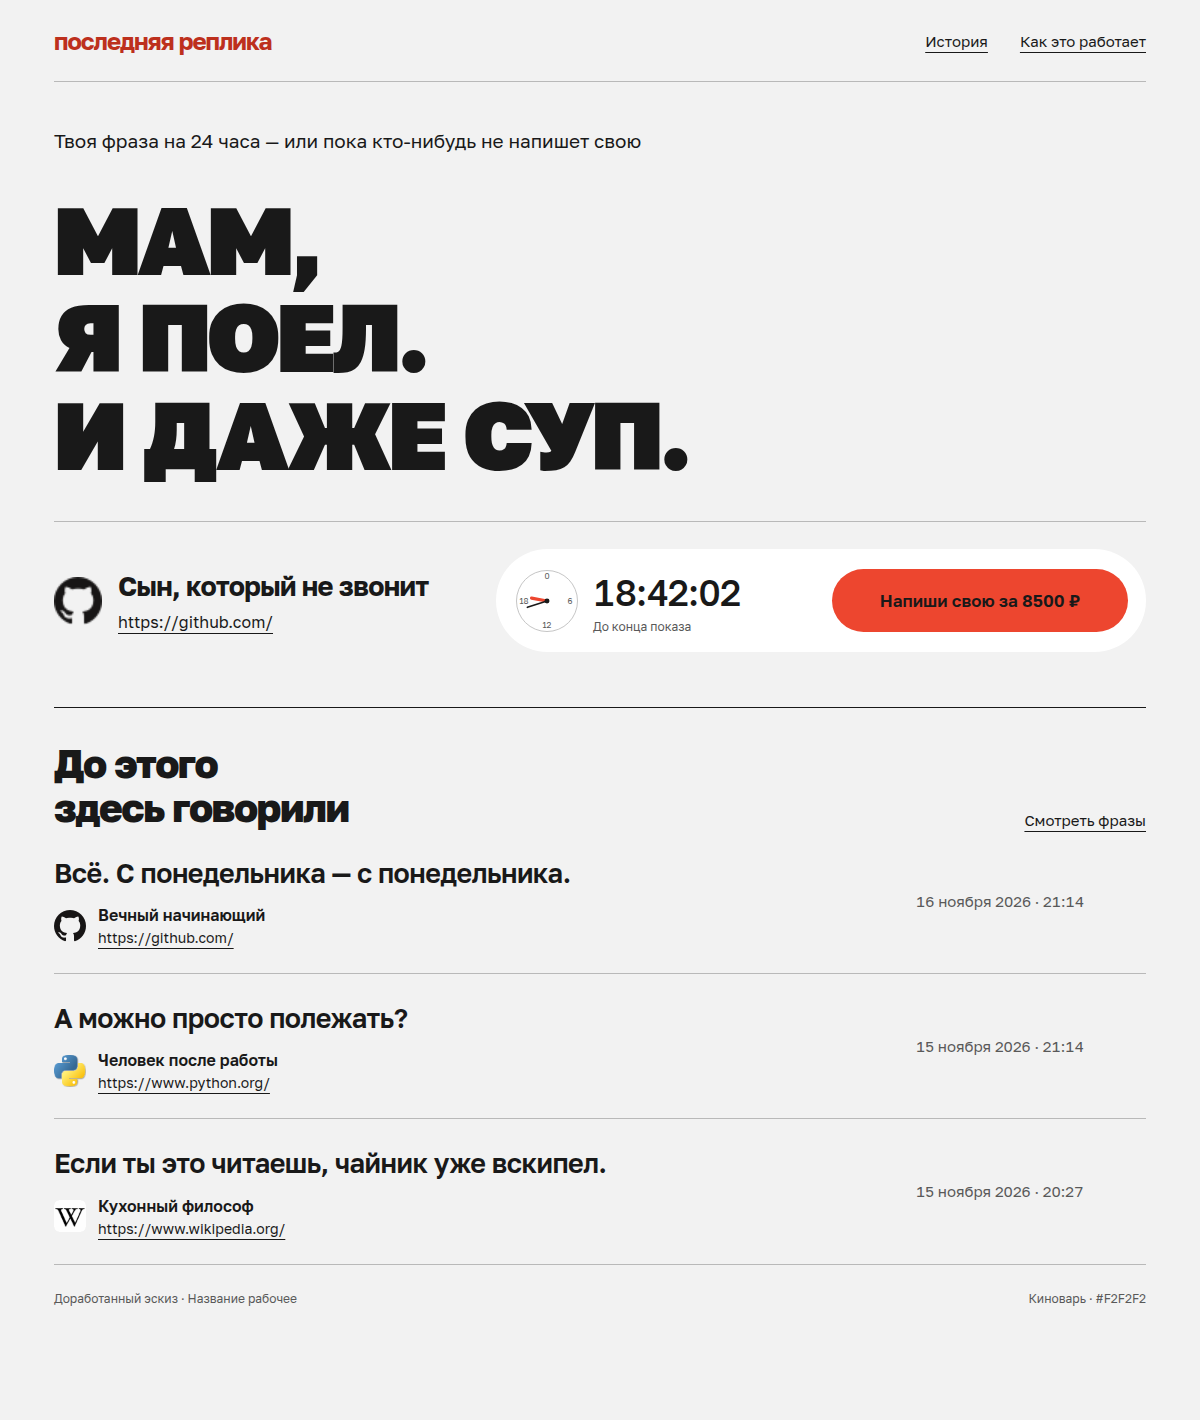 последняя реплика
История
Как это работает
Твоя фраза на 24 часа — или пока кто-нибудь не напишет свою
МАМ,
Я ПОЕЛ.
И ДАЖЕ СУП.
Сын, который не звонит
https://github.com/
0
18
6
12
18:42:02
До конца показа
Напиши свою за 8500 ₽
До этого
здесь говорили
Смотреть фразы
Всё. С понедельника — с понедельника.
Вечный начинающий
https://github.com/
16 ноября 2026 · 21:14
А можно просто полежать?
Человек после работы
https://www.python.org/
15 ноября 2026 · 21:14
Если ты это читаешь, чайник уже вскипел.
W
Кухонный философ
https://www.wikipedia.org/
15 ноября 2026 · 20:27
Доработанный эскиз · Название рабочее
Киноварь · #F2F2F2